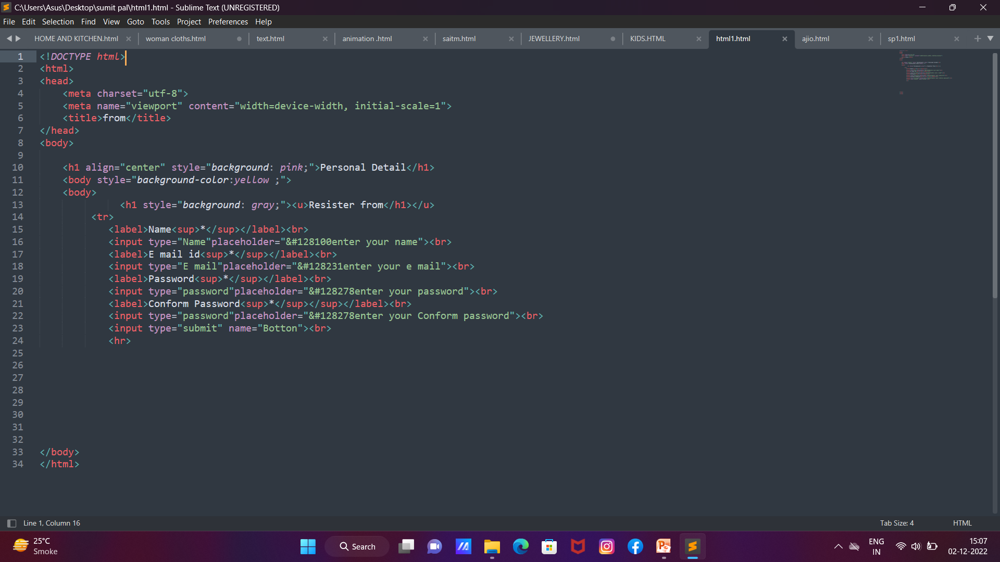 C:\Users\Asus\Desktop\sumit pal\html1.html - Sublime Text (UNREGISTERED)
File Edit Selection Find View Goto Tools Project Preferences Help
HOME AND KITCHEN.html woman cloths.html text.html animation .html saitm.html JEWELLERY.html KIDS.HTML html1.html ajio.html sp1.html
1 <!DOCTYPE html>
2 <html>
3 <head>
4 <meta charset="utf-8">
5 <meta name="viewport" content="width=device-width, initial-scale=1">
6 <title>from</title>
7 </head>
8 <body>
9
10 <h1 align="center" style="background: pink;">Personal Detail</h1>
11 <body style="background-color:yellow ;">
12 <body>
13 <h1 style="background: gray;"><u>Resister from</h1></u>
14 <tr>
15 <label>Name<sup>*</sup></label><br>
16 <input type="Name"placeholder="&#128100enter your name"><br>
17 <label>E mail id<sup>*</sup></label><br>
18 <input type="E mail"placeholder="&#128231enter your e mail"><br>
19 <label>Password<sup>*</sup></label><br>
20 <input type="password"placeholder="&#128278enter your password"><br>
21 <label>Conform Password<sup>*</sup></sup></label><br>
22 <input type="password"placeholder="&#128278enter your Conform password"><br>
23 <input type="submit" name="Botton"><br>
24 <hr>
25
26
27
28
29
30
31
32
33 </body>
34 </html>
Line 1, Column 16 Tab Size: 4 HTML
25°C
Smoke
Search
ENG
IN
15:07
02-12-2022